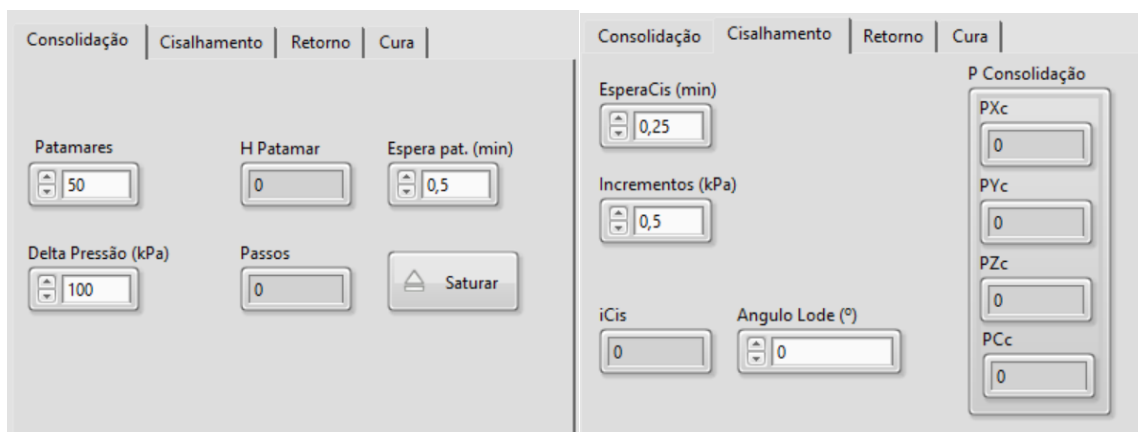 Consolidação Cisalhamento Retorno Cura
Patamares H Patamar Espera pat. (min)
50 0 0,5
Delta Pressão (kPa) Passos
100 0 Saturar
Consolidação Cisalhamento Retorno Cura
EsperaCis (min)
0,25
Incrementos (kPa)
0,5
iCis Angulo Lode (º)
0 0
P Consolidação
PXc
0
PYc
0
PZc
0
PCc
0